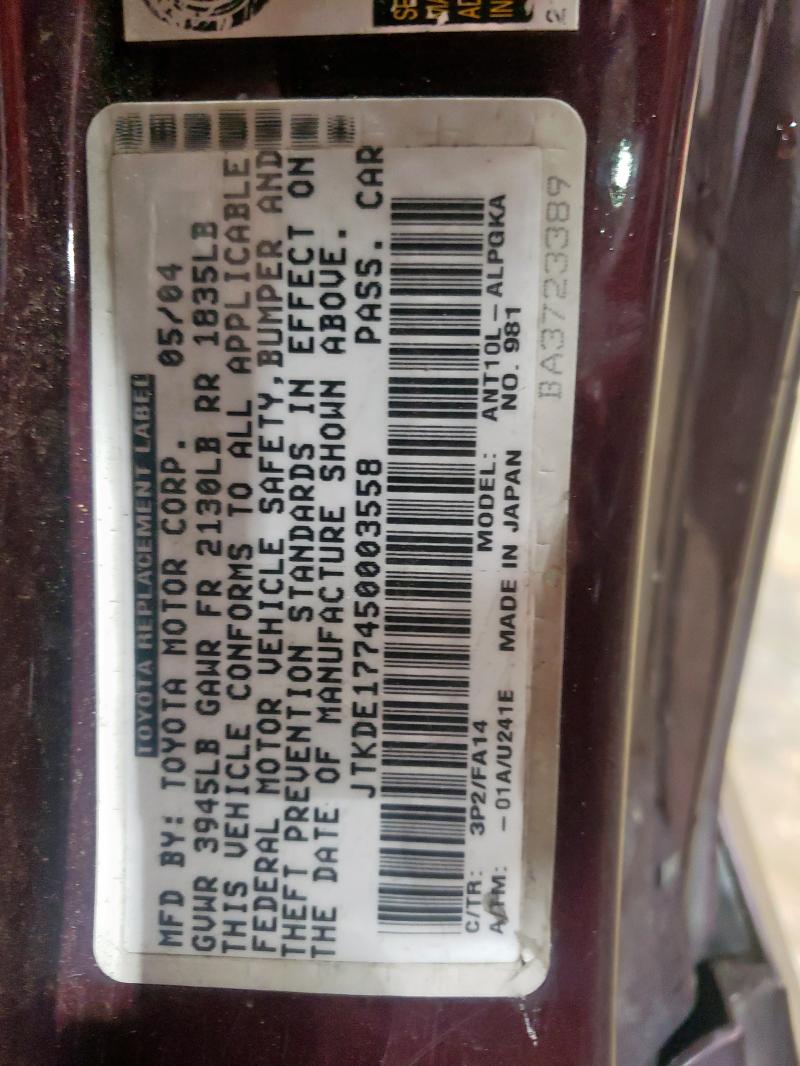 TOYOTA REPLACEMENT LABEL
MFD BY: TOYOTA MOTOR CORP. 05/04
GVWR 3945LB GAWR FR 2130LB RR 1835LB
THIS VEHICLE CONFORMS TO ALL APPLICABLE
FEDERAL MOTOR VEHICLE SAFETY,BUMPER AND
THEFT PREVENTION STANDARDS IN EFFECT ON
THE DATE OF MANUFACTURE SHOWN ABOVE.
JTKDE177450003558 PASS. CAR
C/TR: 3P2/FA14 MODEL: ANT10L-ALPGKA
A/TM: -01A/U241E MADE IN JAPAN NO. 981
BA3723389